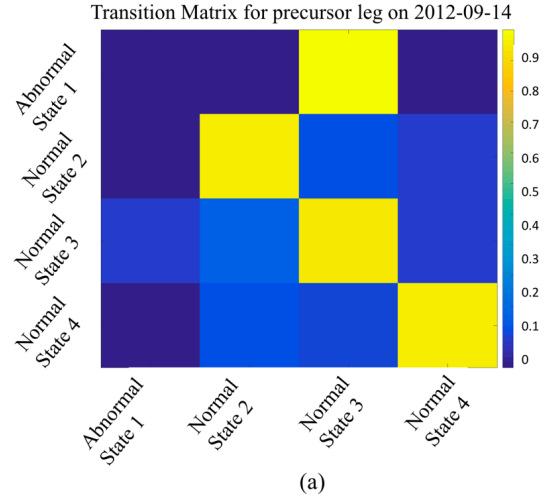 Transition Matrix for precursor leg on 2012-09-14
Abnormal
State 1
Normal
State 2
Normal
State 3
Normal
State 4
0.9
0.8
0.7
0.6
0.5
0.4
0.3
0.2
0.1
0
Abnormal
State 1
Normal
State 2
Normal
State 3
Normal
State 4
(a)